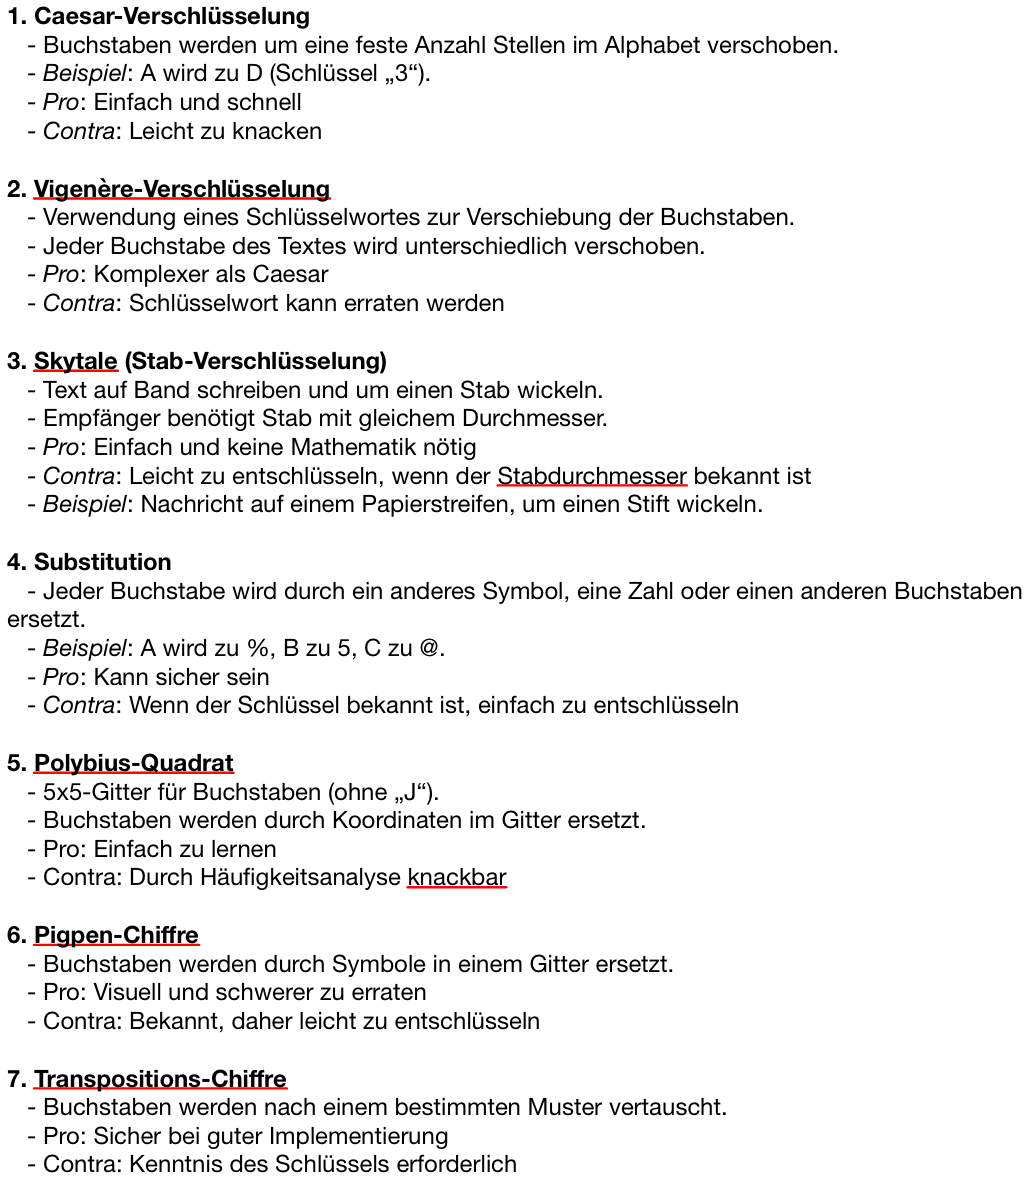 1. Caesar-Verschlüsselung
- Buchstaben werden um eine feste Anzahl Stellen im Alphabet verschoben.
- Beispiel: A wird zu D (Schlüssel „3“).
- Pro: Einfach und schnell
- Contra: Leicht zu knacken
2. Vigenère-Verschlüsselung
- Verwendung eines Schlüsselwortes zur Verschiebung der Buchstaben.
- Jeder Buchstabe des Textes wird unterschiedlich verschoben.
- Pro: Komplexer als Caesar
- Contra: Schlüsselwort kann erraten werden
3. Skytale (Stab-Verschlüsselung)
- Text auf Band schreiben und um einen Stab wickeln.
- Empfänger benötigt Stab mit gleichem Durchmesser.
- Pro: Einfach und keine Mathematik nötig
- Contra: Leicht zu entschlüsseln, wenn der Stabdurchmesser bekannt ist
- Beispiel: Nachricht auf einem Papierstreifen, um einen Stift wickeln.
4. Substitution
- Jeder Buchstabe wird durch ein anderes Symbol, eine Zahl oder einen anderen Buchstaben
ersetzt.
- Beispiel: A wird zu %, B zu 5, C zu @.
- Pro: Kann sicher sein
- Contra: Wenn der Schlüssel bekannt ist, einfach zu entschlüsseln
5. Polybius-Quadrat
- 5x5-Gitter für Buchstaben (ohne „J“).
- Buchstaben werden durch Koordinaten im Gitter ersetzt.
- Pro: Einfach zu lernen
- Contra: Durch Häufigkeitsanalyse knackbar
6. Pigpen-Chiffre
- Buchstaben werden durch Symbole in einem Gitter ersetzt.
- Pro: Visuell und schwerer zu erraten
- Contra: Bekannt, daher leicht zu entschlüsseln
7. Transpositions-Chiffre
- Buchstaben werden nach einem bestimmten Muster vertauscht.
- Pro: Sicher bei guter Implementierung
- Contra: Kenntnis des Schlüssels erforderlich